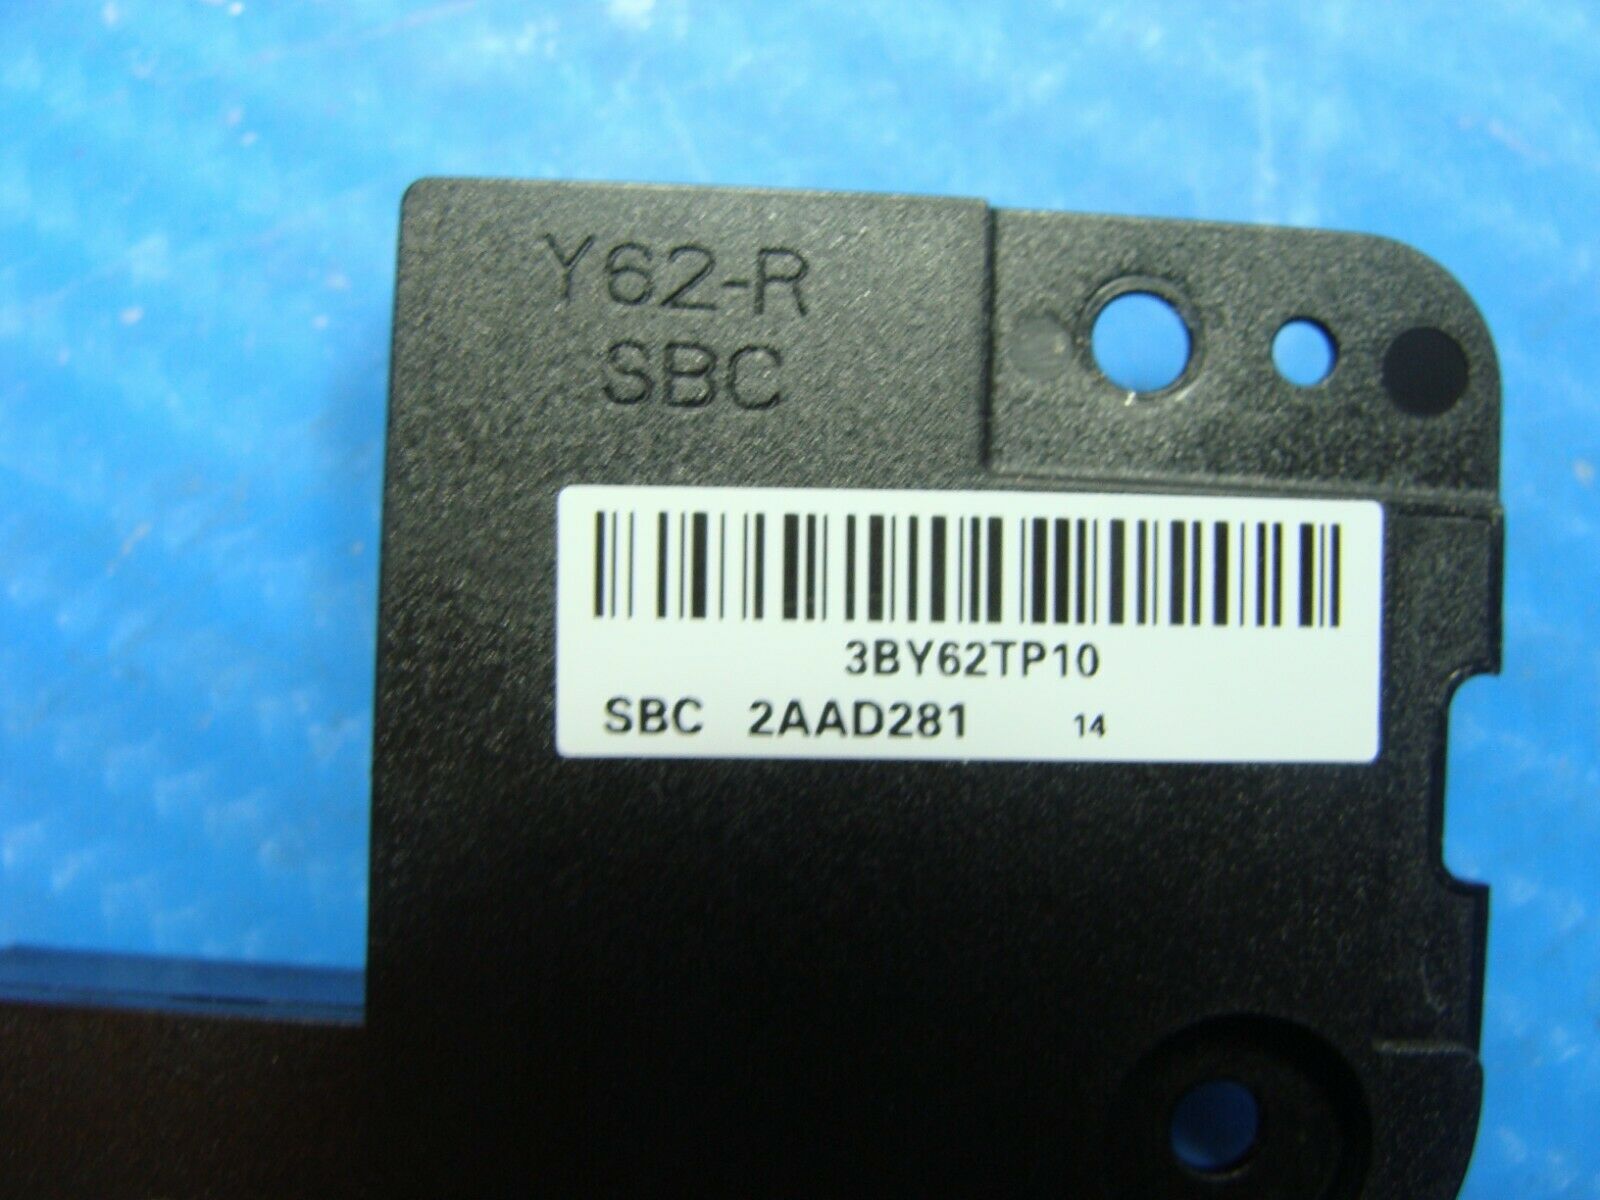 Y62-R
SBC
3BY62TP10
SBC 2AAD281 14